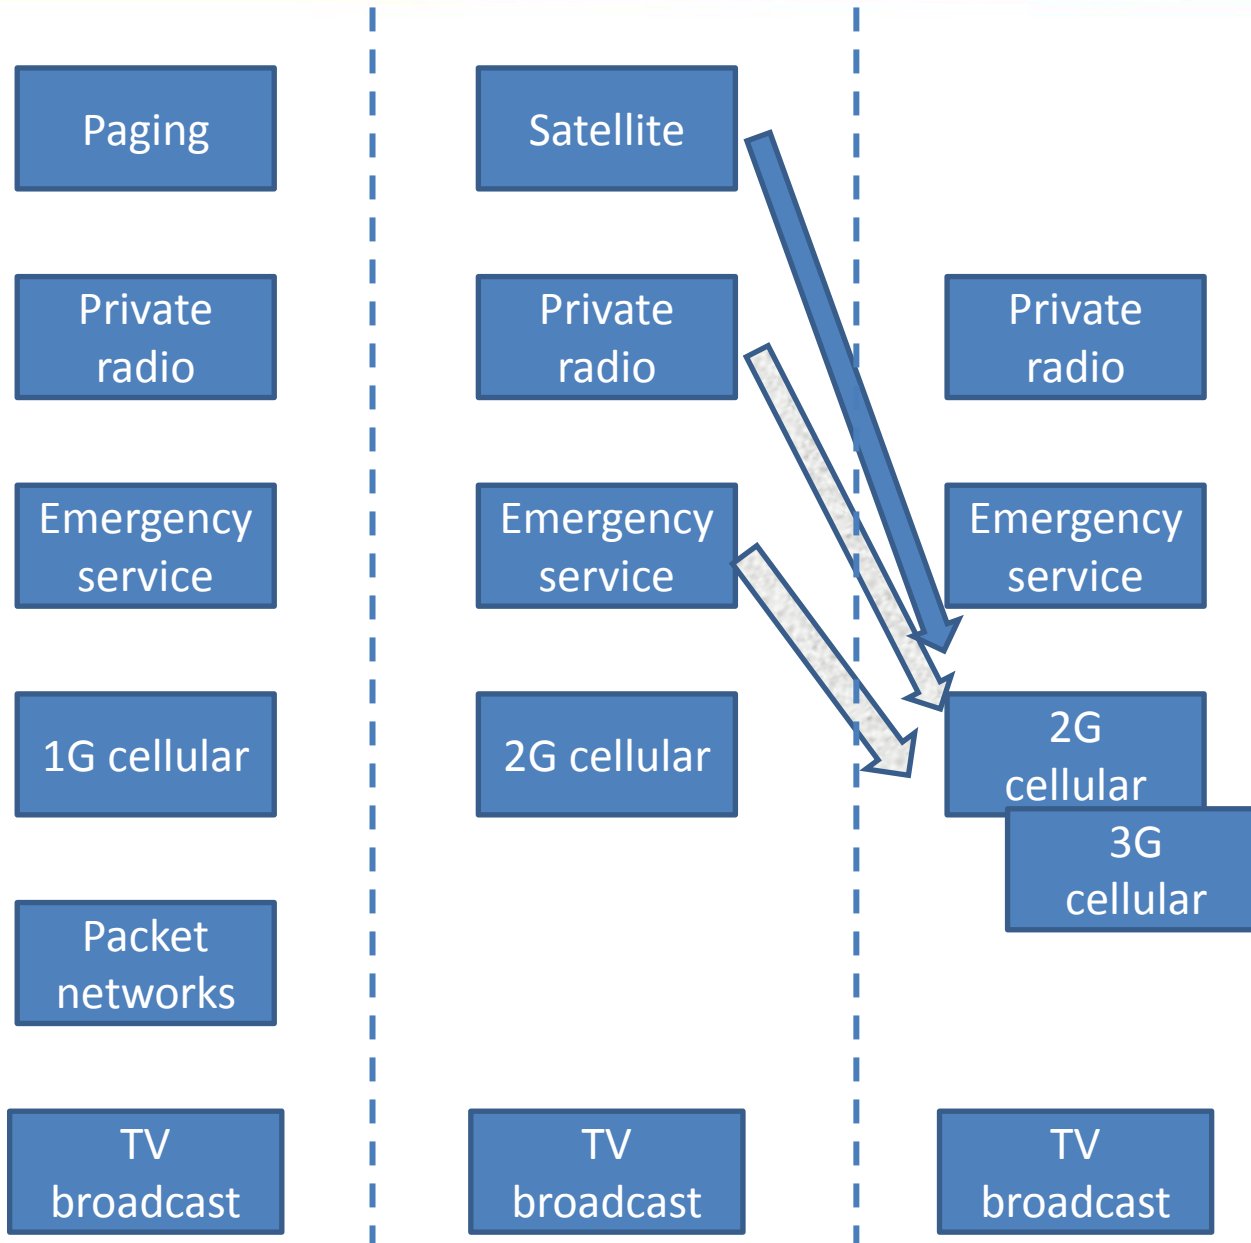 Paging
Satellite
Private
radio
Private
radio
Private
radio
Emergency
service
Emergency
service
Emergency
service
1G cellular
2G cellular
2G
cellular
3G
cellular
Packet
networks
TV
broadcast
TV
broadcast
TV
broadcast